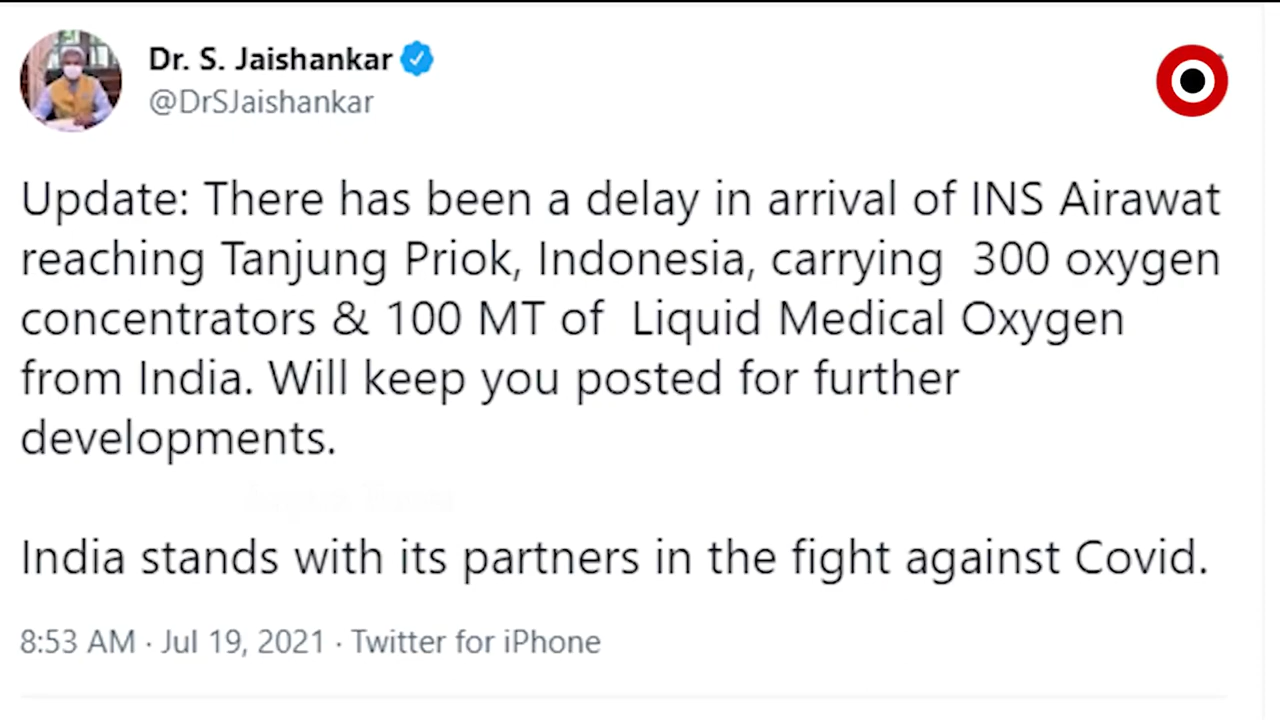 Dr. S. Jaishankar
@DrSJaishankar
Update: There has been a delay in arrival of INS Airawat
reaching Tanjung Priok, Indonesia, carrying 300 oxygen
concentrators & 100 MT of Liquid Medical Oxygen
from India. Will keep you posted for further
developments.
India stands with its partners in the fight against Covid.
8:53 AM · Jul 19, 2021 · Twitter for iPhone